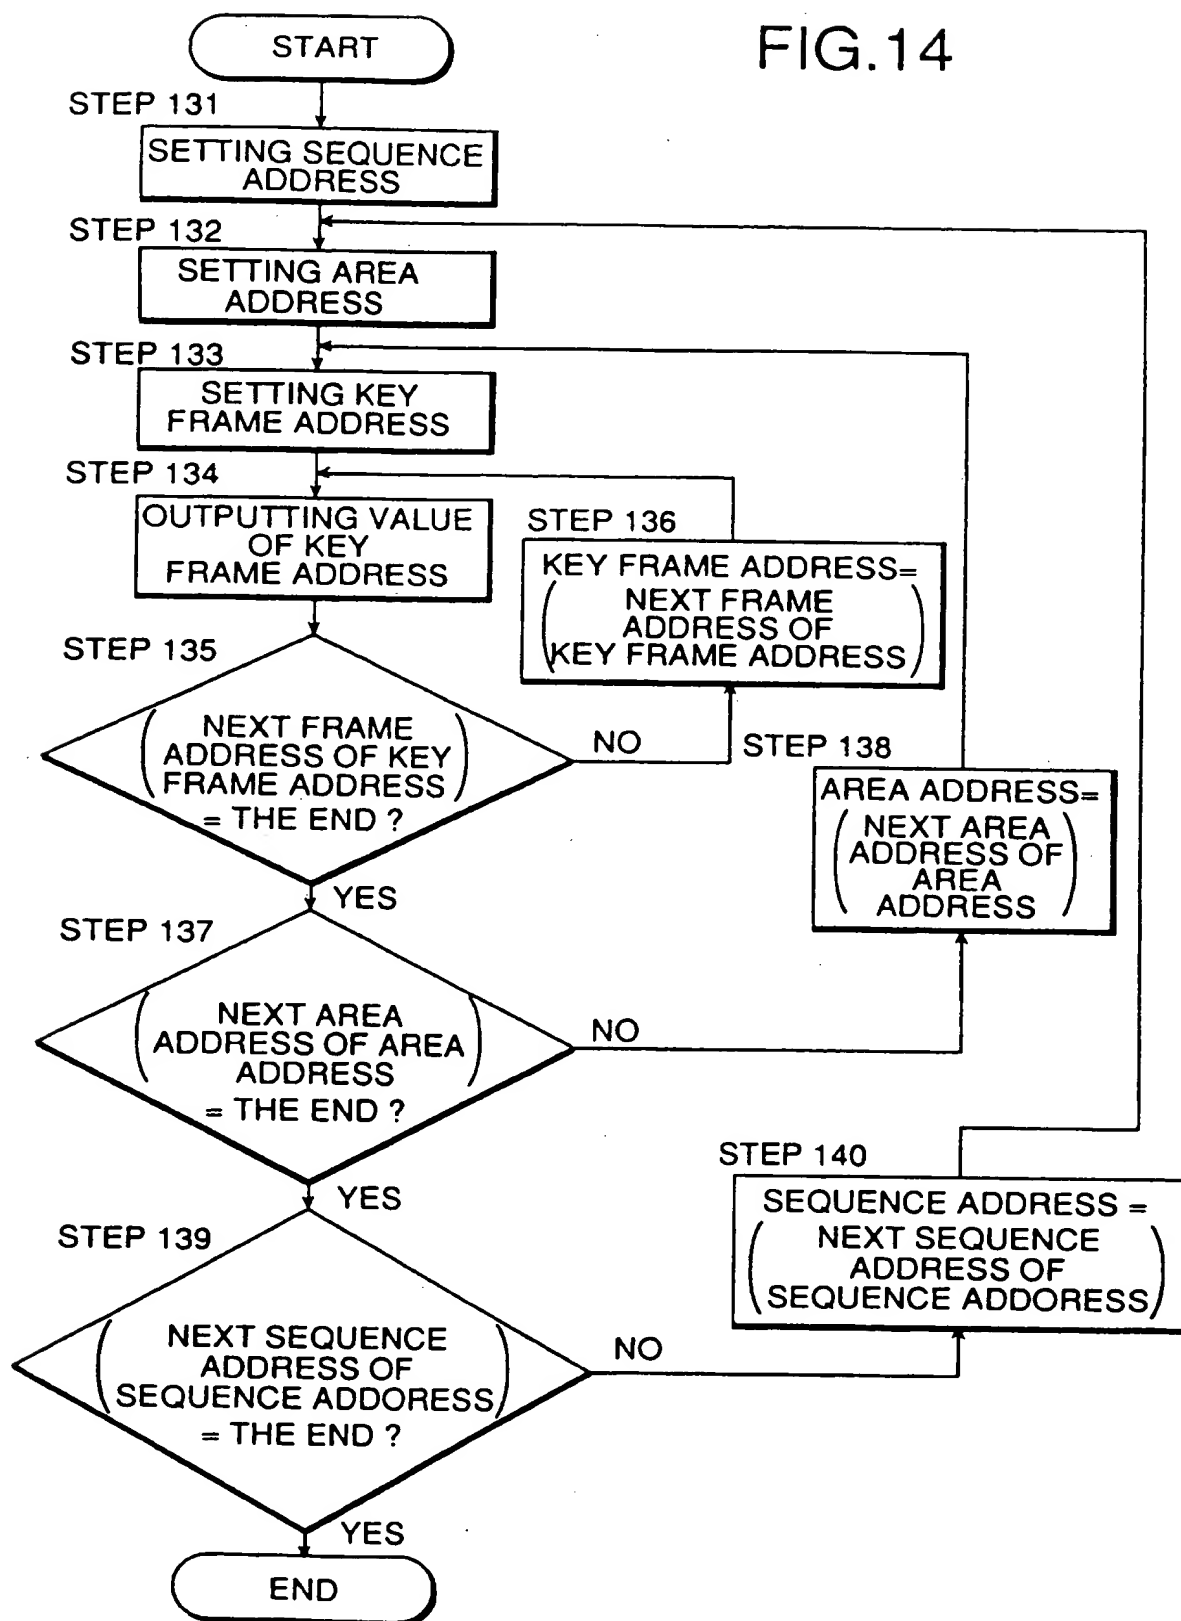 FIG.14
START
STEP 131
SETTING SEQUENCE
ADDRESS
STEP 132
SETTING AREA
ADDRESS
STEP 133
SETTING KEY
FRAME ADDRESS
STEP 134
OUTPUTTING VALUE
OF KEY
FRAME ADDRESS
STEP 136
KEY FRAME ADDRESS=
(NEXT FRAME
ADDRESS OF
KEY FRAME ADDRESS)
STEP 135
(NEXT FRAME
ADDRESS OF KEY
FRAME ADDRESS)
= THE END ?
NO
YES
STEP 138
AREA ADDRESS=
(NEXT AREA
ADDRESS OF
AREA
ADDRESS)
STEP 137
(NEXT AREA
ADDRESS OF AREA
ADDRESS)
= THE END ?
NO
YES
STEP 140
SEQUENCE ADDRESS =
(NEXT SEQUENCE
ADDRESS OF
SEQUENCE ADDORESS)
STEP 139
(NEXT SEQUENCE
ADDRESS OF
SEQUENCE ADDORESS)
= THE END ?
NO
YES
END